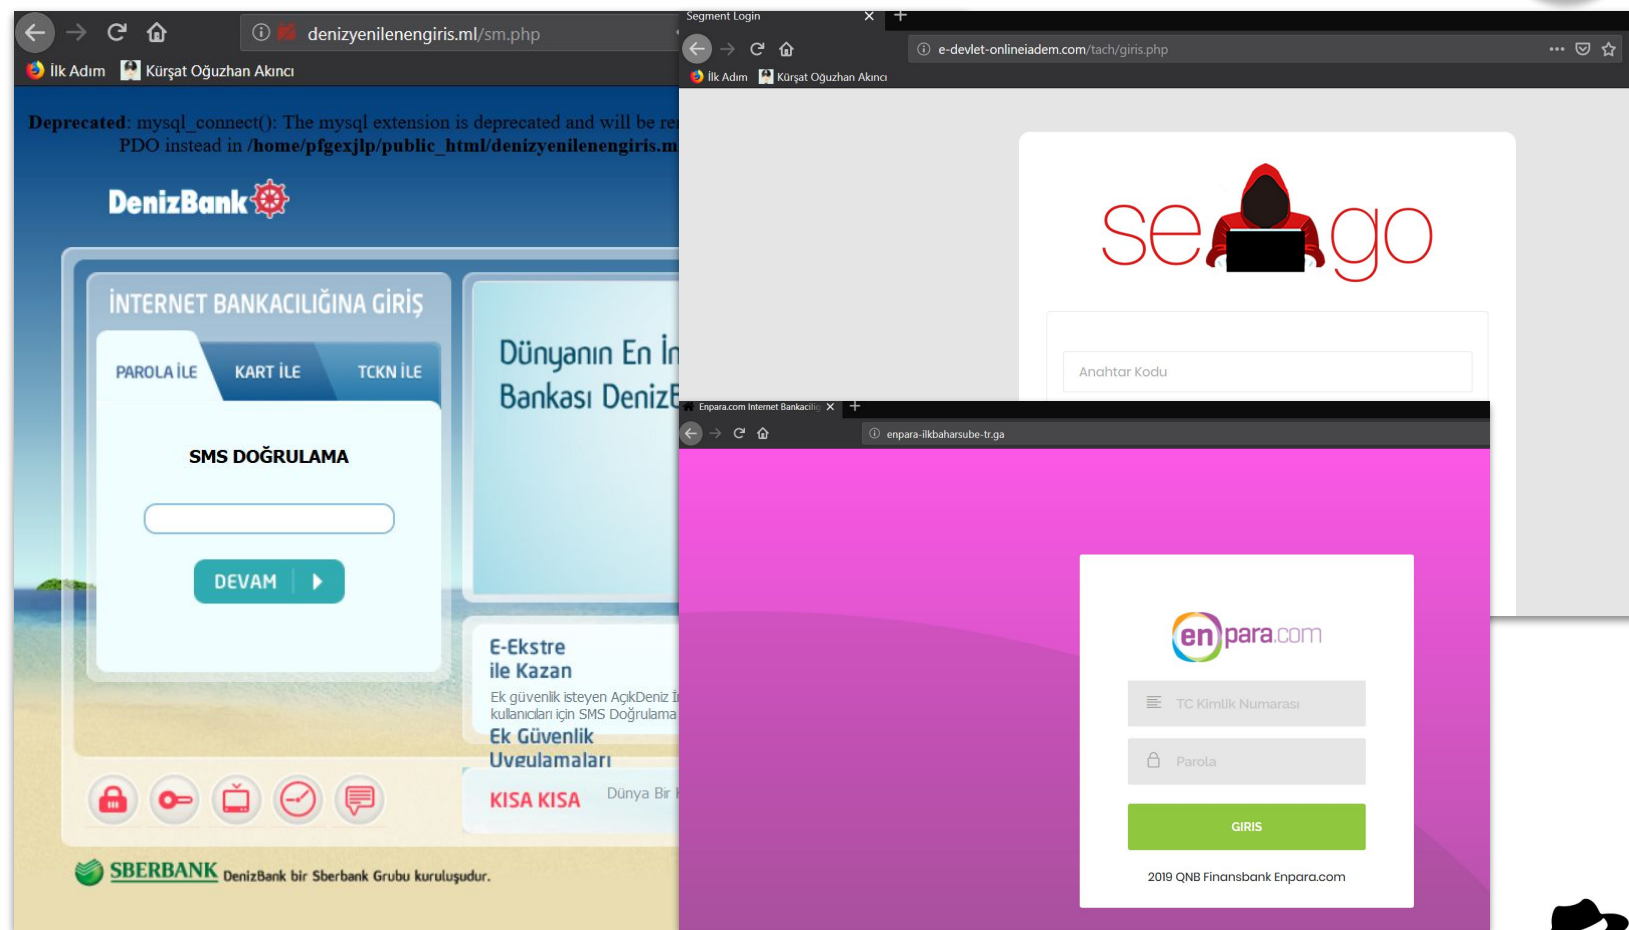 denizyenilenengiris.ml/sm.php
İlk Adım Kürşat Oğuzhan Akıncı
Deprecated: mysql_connect(): The mysql extension is deprecated and will be re
PDO instead in /home/pfgexjlp/public_html/denizyenilenengiris.m
DenizBank
İNTERNET BANKACILIĞINA GİRİŞ
PAROLA İLE KART İLE TCKN İLE
SMS DOĞRULAMA
DEVAM
Dünyanın En İn
Bankası DenizB
E-Ekstre
ile Kazan
Ek güvenlik isteyen AçıkDeniz İn
kullanıcıları için SMS Doğrulama
Ek Güvenlik
Uygulamaları
KISA KISA Dünya Bir
SBERBANK DenizBank bir Sberbank Grubu kuruluşudur.
Segment Login
e-devlet-onlineiadem.com/tach/giris.php
İlk Adım Kürşat Oğuzhan Akıncı
se go
Anahtar Kodu
Enpara.com Internet Bankacilig
enpara-ilkbaharsube-tr.ga
enpara.com
TC Kimlik Numarası
Parola
GIRIS
2019 QNB Finansbank Enpara.com